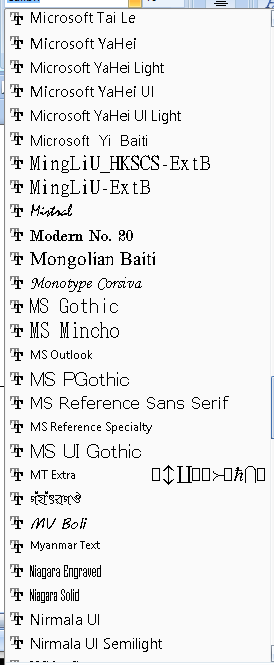 Microsoft Tai Le
Microsoft YaHei
Microsoft YaHei Light
Microsoft YaHei UI
Microsoft YaHei UI Light
Microsoft Yi Baiti
MingLiU_HKSCS-ExtB
MingLiU-ExtB
Mistral
Modern No. 20
Mongolian Baiti
Monotype Corsiva
MS Gothic
MS Mincho
MS Outlook
MS PGothic
MS Reference Sans Serif
MS Reference Specialty
MS UI Gothic
MT Extra
MV Boli
Myanmar Text
Niagara Engraved
Niagara Solid
Nirmala UI
Nirmala UI Semilight